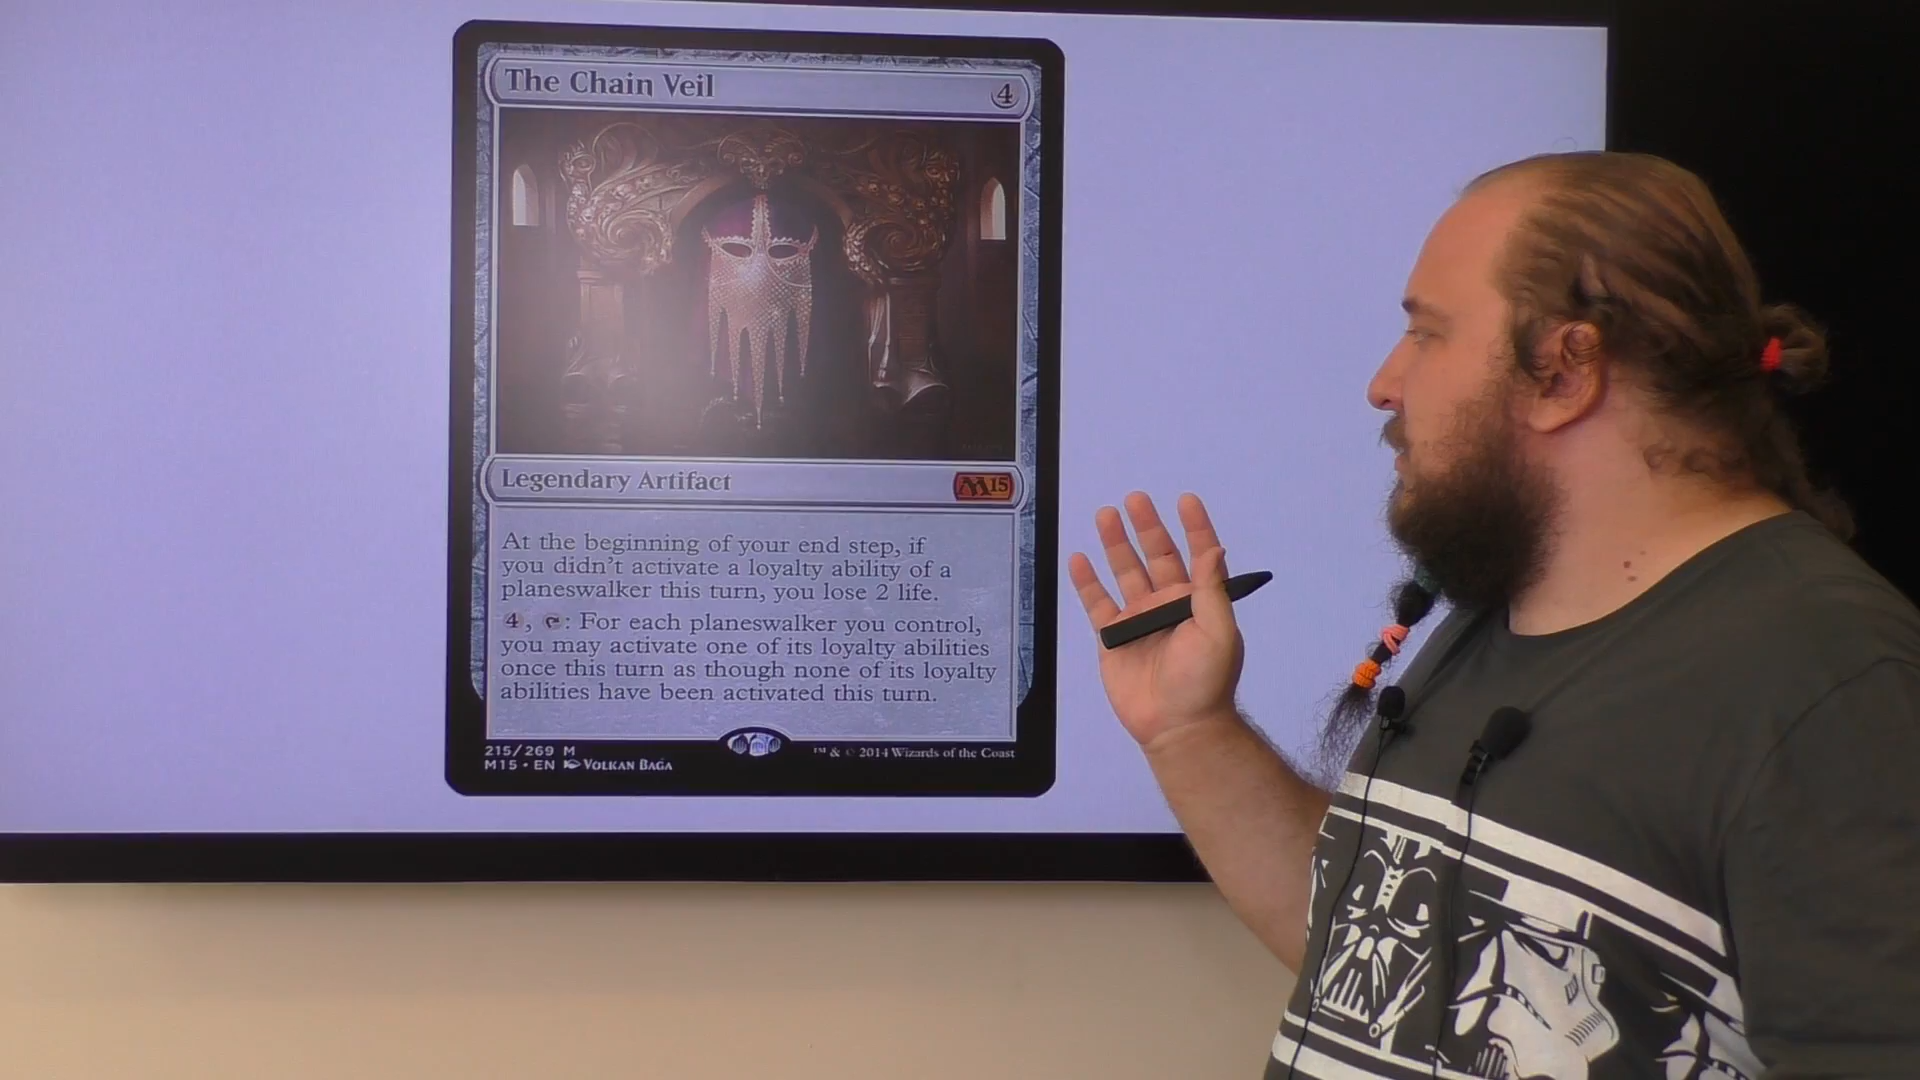 The Chain Veil
4
Legendary Artifact
M15
At the beginning of your end step, if
you didn't activate a loyalty ability of a
planeswalker this turn, you lose 2 life.
4, : For each planeswalker you control,
you may activate one of its loyalty abilities
once this turn as though none of its loyalty
abilities have been activated this turn.
215/269 M
M15 • EN VOLKAN BAĞA
™ & © 2014 Wizards of the Coast